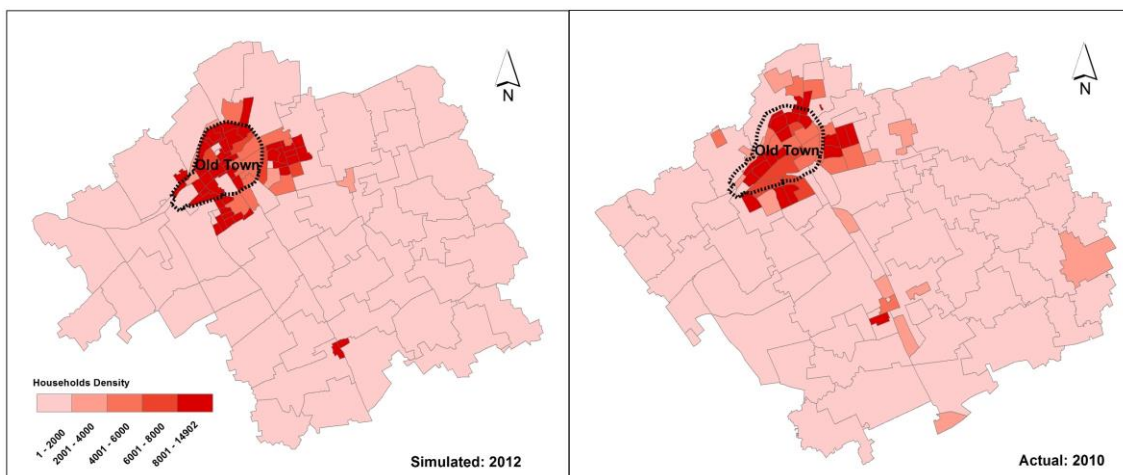 N
Old Town
Households Density
1 - 2000
2001 - 4000
4001 - 6000
6001 - 8000
8001 - 14902
Simulated: 2012
N
Old Town
Actual: 2010